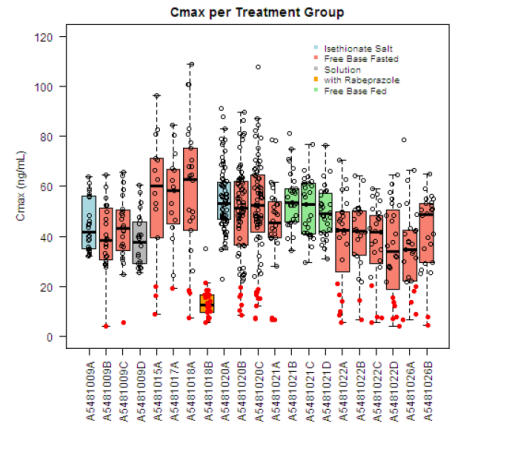 Cmax per Treatment Group
120
100
80
60
40
20
0
Cmax (ng/mL)
Isethionate Salt
Free Base Fasted
Solution
with Rabeprazole
Free Base Fed
A5481009A
A5481009B
A5481009C
A5481009D
A5481015A
A5481017A
A5481018A
A5481018B
A5481020A
A5481020B
A5481020C
A5481021A
A5481021B
A5481021C
A5481021D
A5481022A
A5481022B
A5481022C
A5481022D
A5481026A
A5481026B